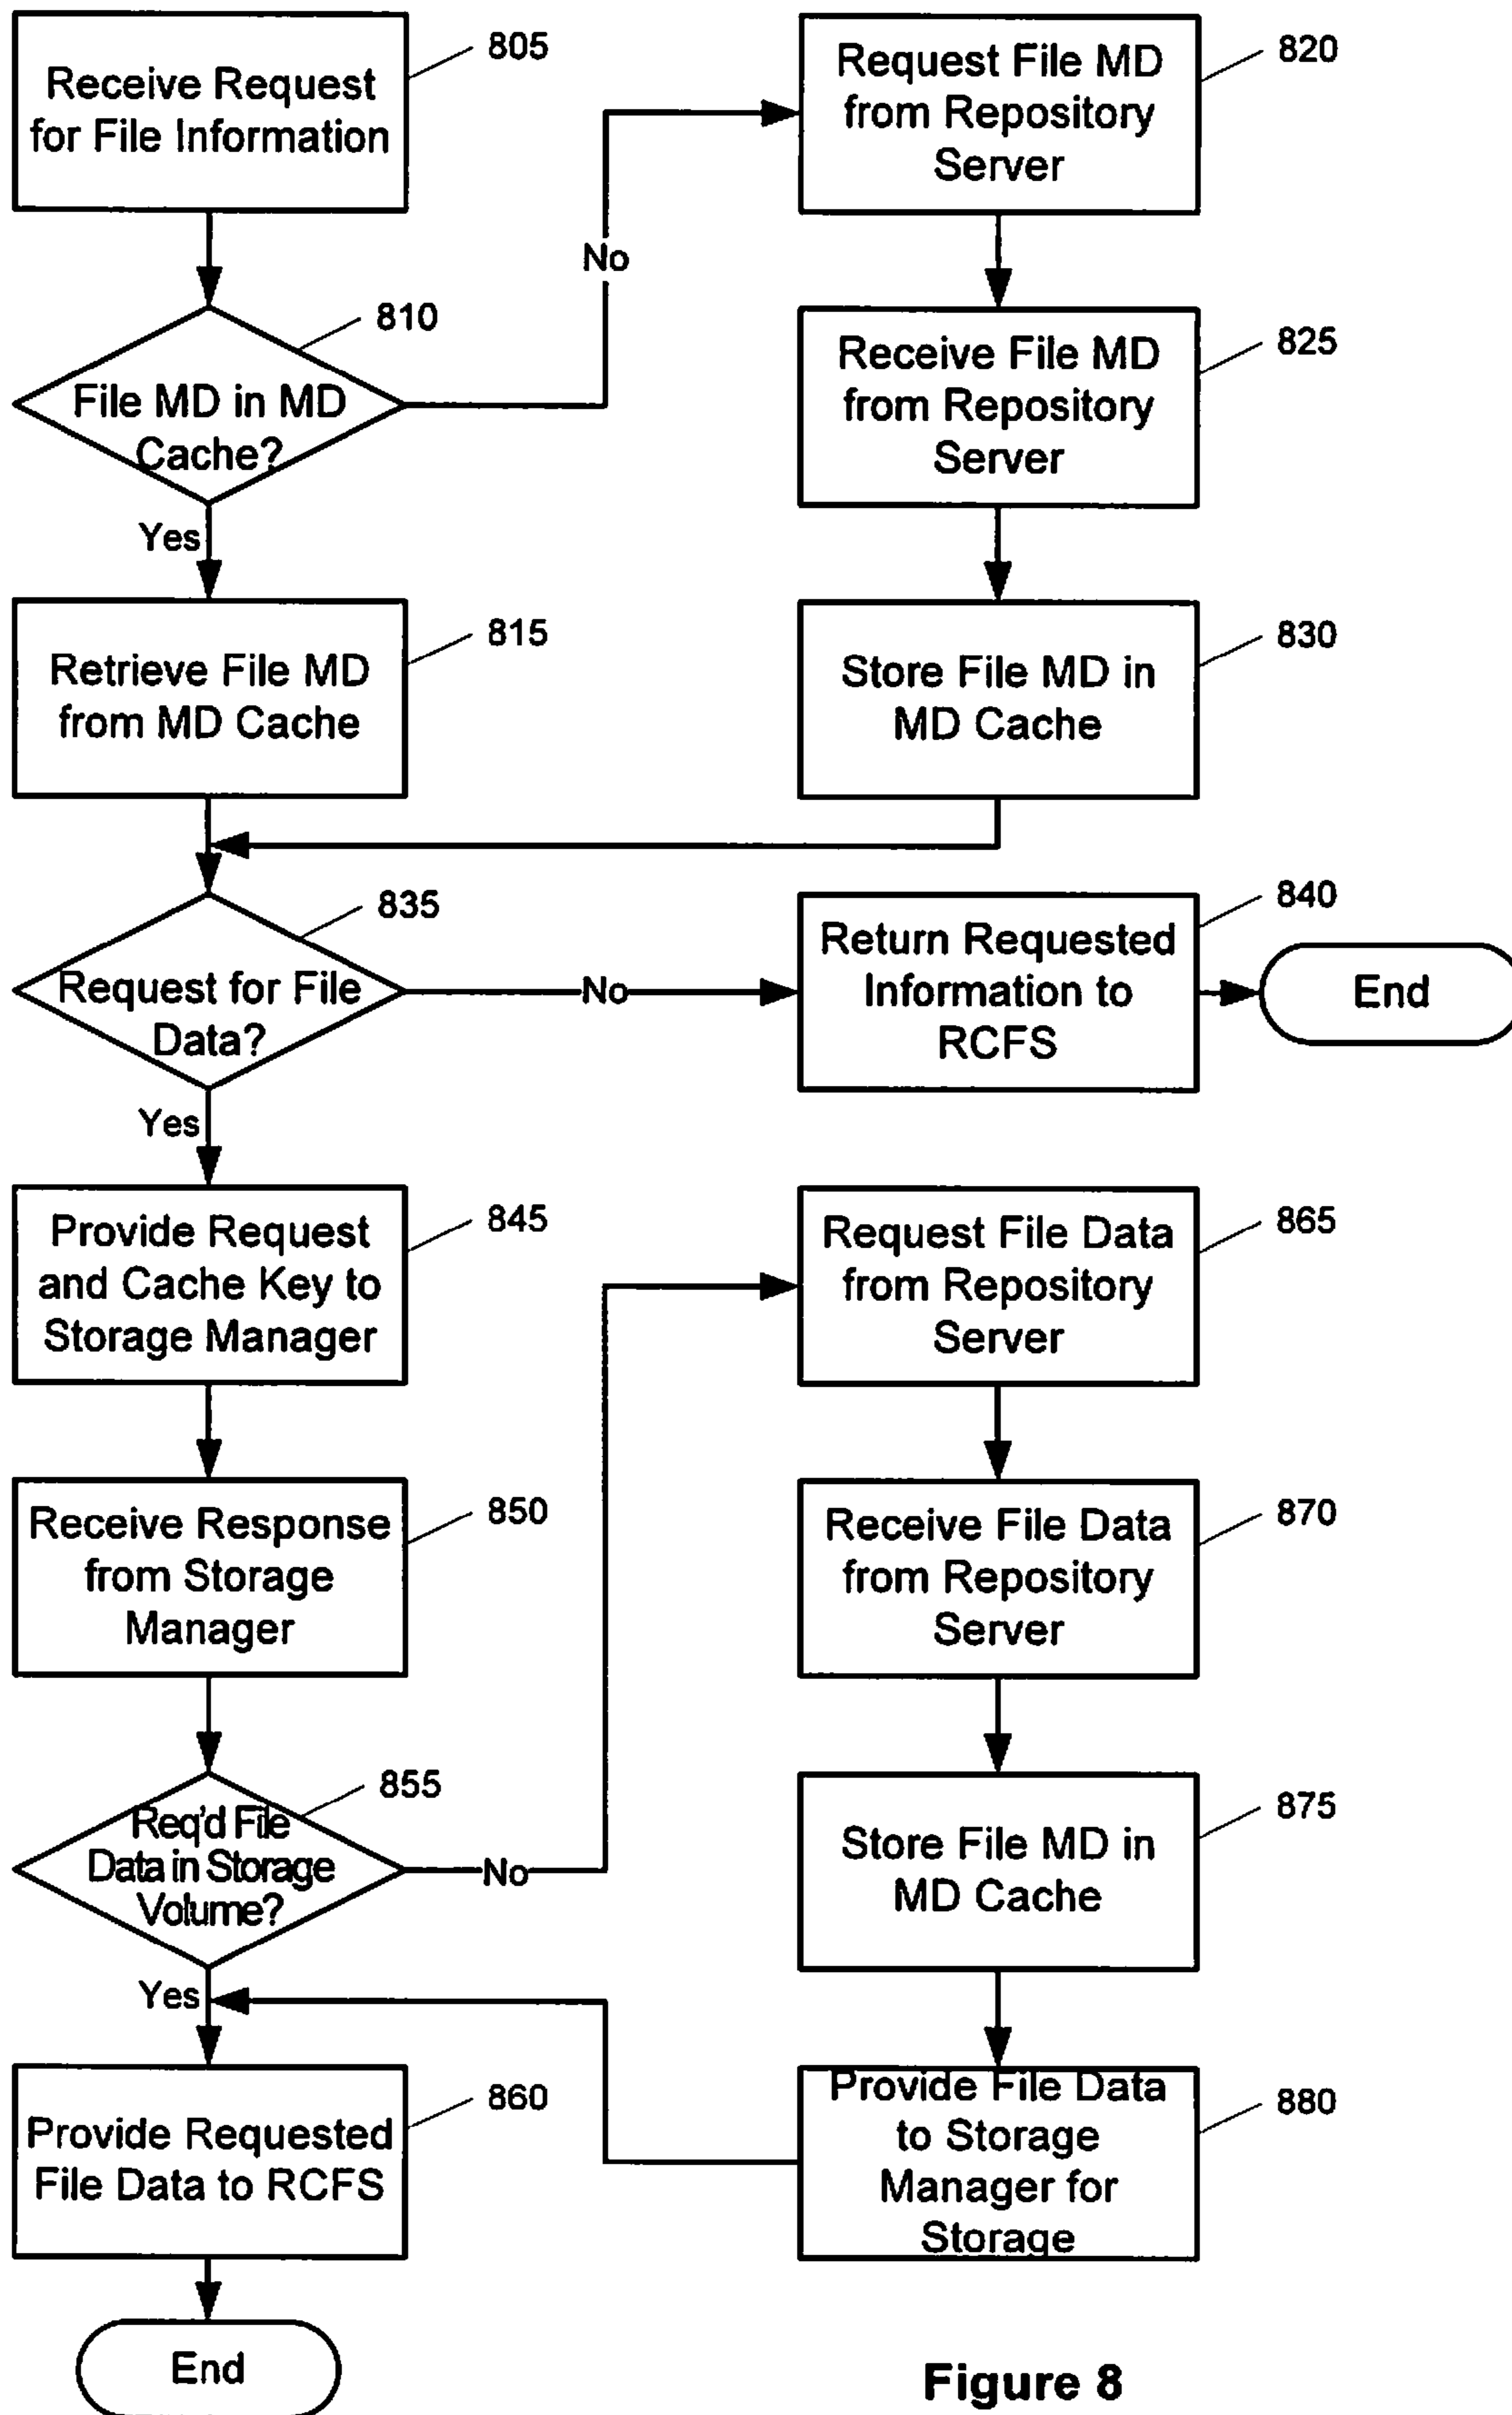 Receive Request
for File Information
805
Request File MD
from Repository
Server
820
No
File MD in MD
Cache?
810
Receive File MD
from Repository
Server
825
Yes
Retrieve File MD
from MD Cache
815
Store File MD in
MD Cache
830
Request for File
Data?
835
No
Return Requested
Information to
RCFS
840
End
Yes
Provide Request
and Cache Key to
Storage Manager
845
Request File Data
from Repository
Server
865
Receive Response
from Storage
Manager
850
Receive File Data
from Repository
Server
870
Req'd File
Data in Storage
Volume?
855
No
Store File MD in
MD Cache
875
Yes
Provide Requested
File Data to RCFS
860
Provide File Data
to Storage
Manager for
Storage
880
End
Figure 8